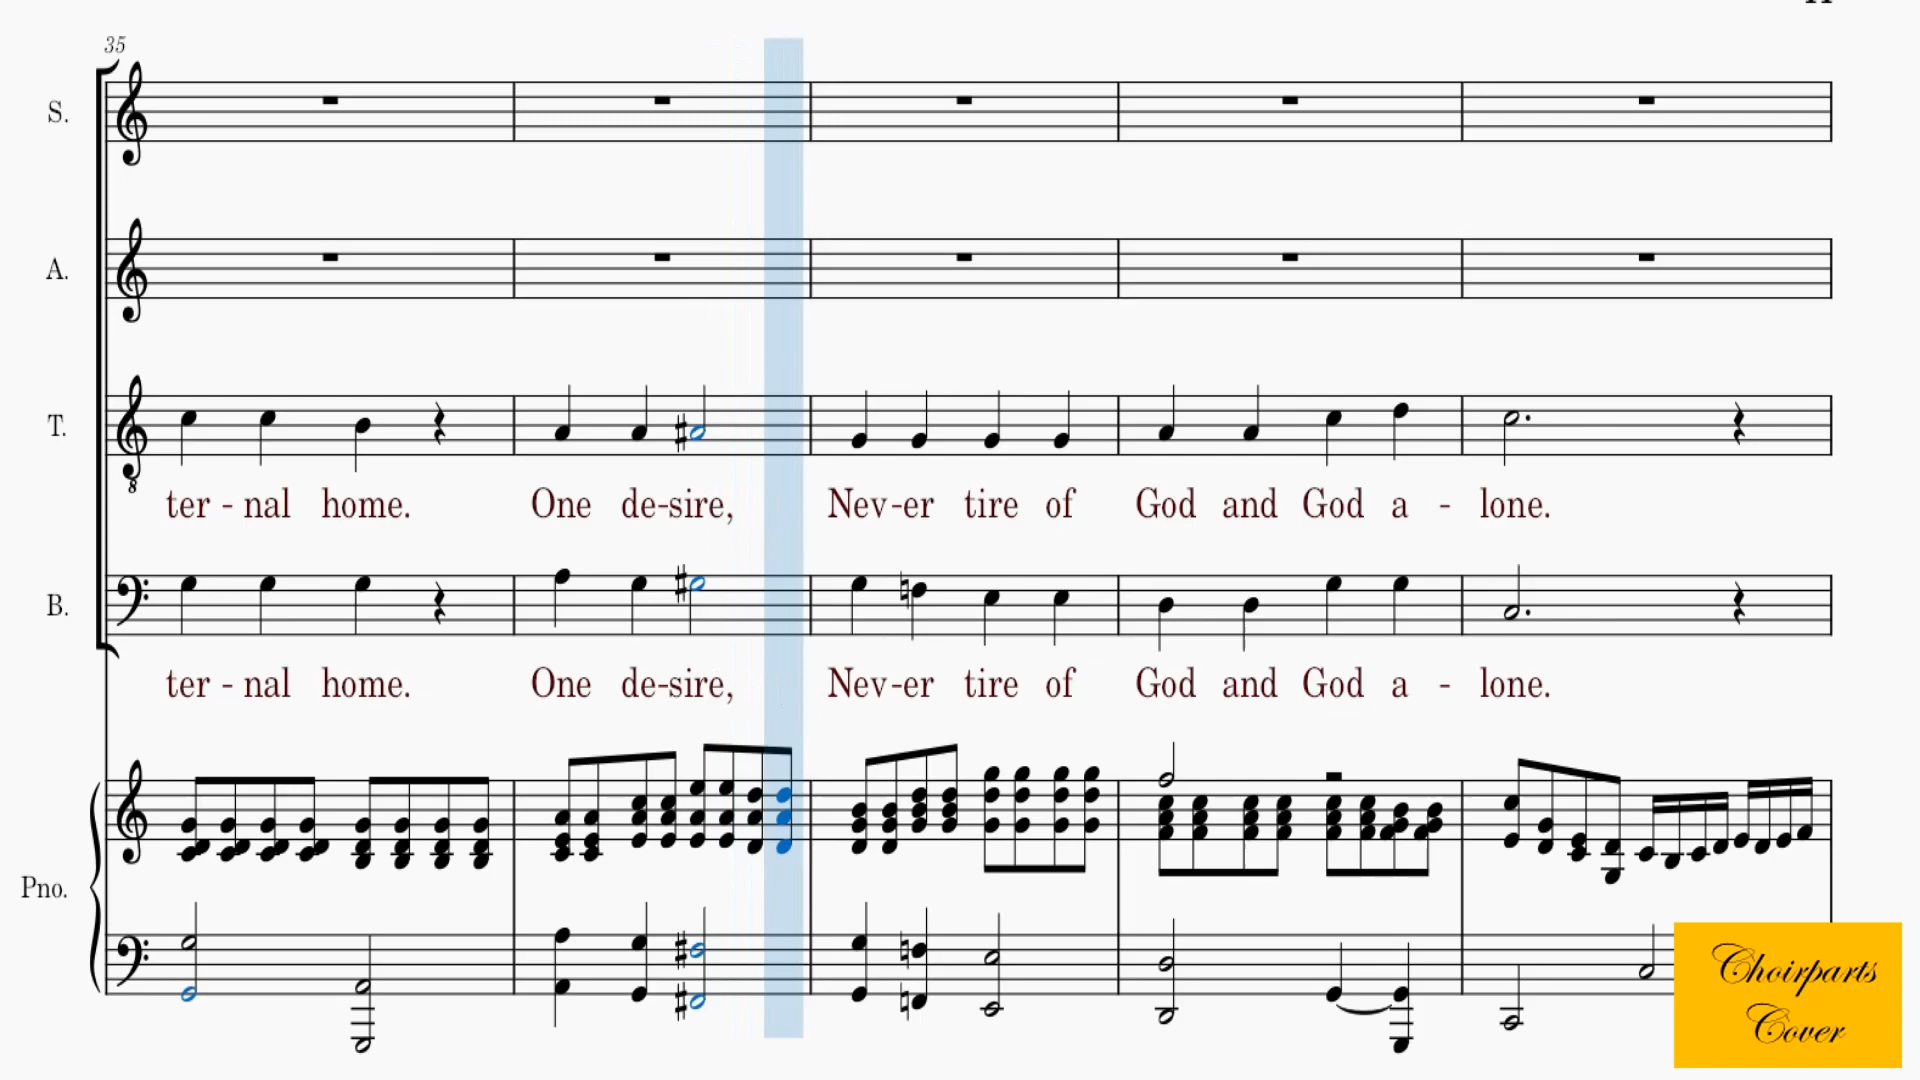 35
S.
A.
T.
8
ter - nal home. One de-sire, Nev-er tire of God and God a - lone.
B.
ter - nal home. One de-sire, Nev-er tire of God and God a - lone.
Pno.
Choirparts
Cover